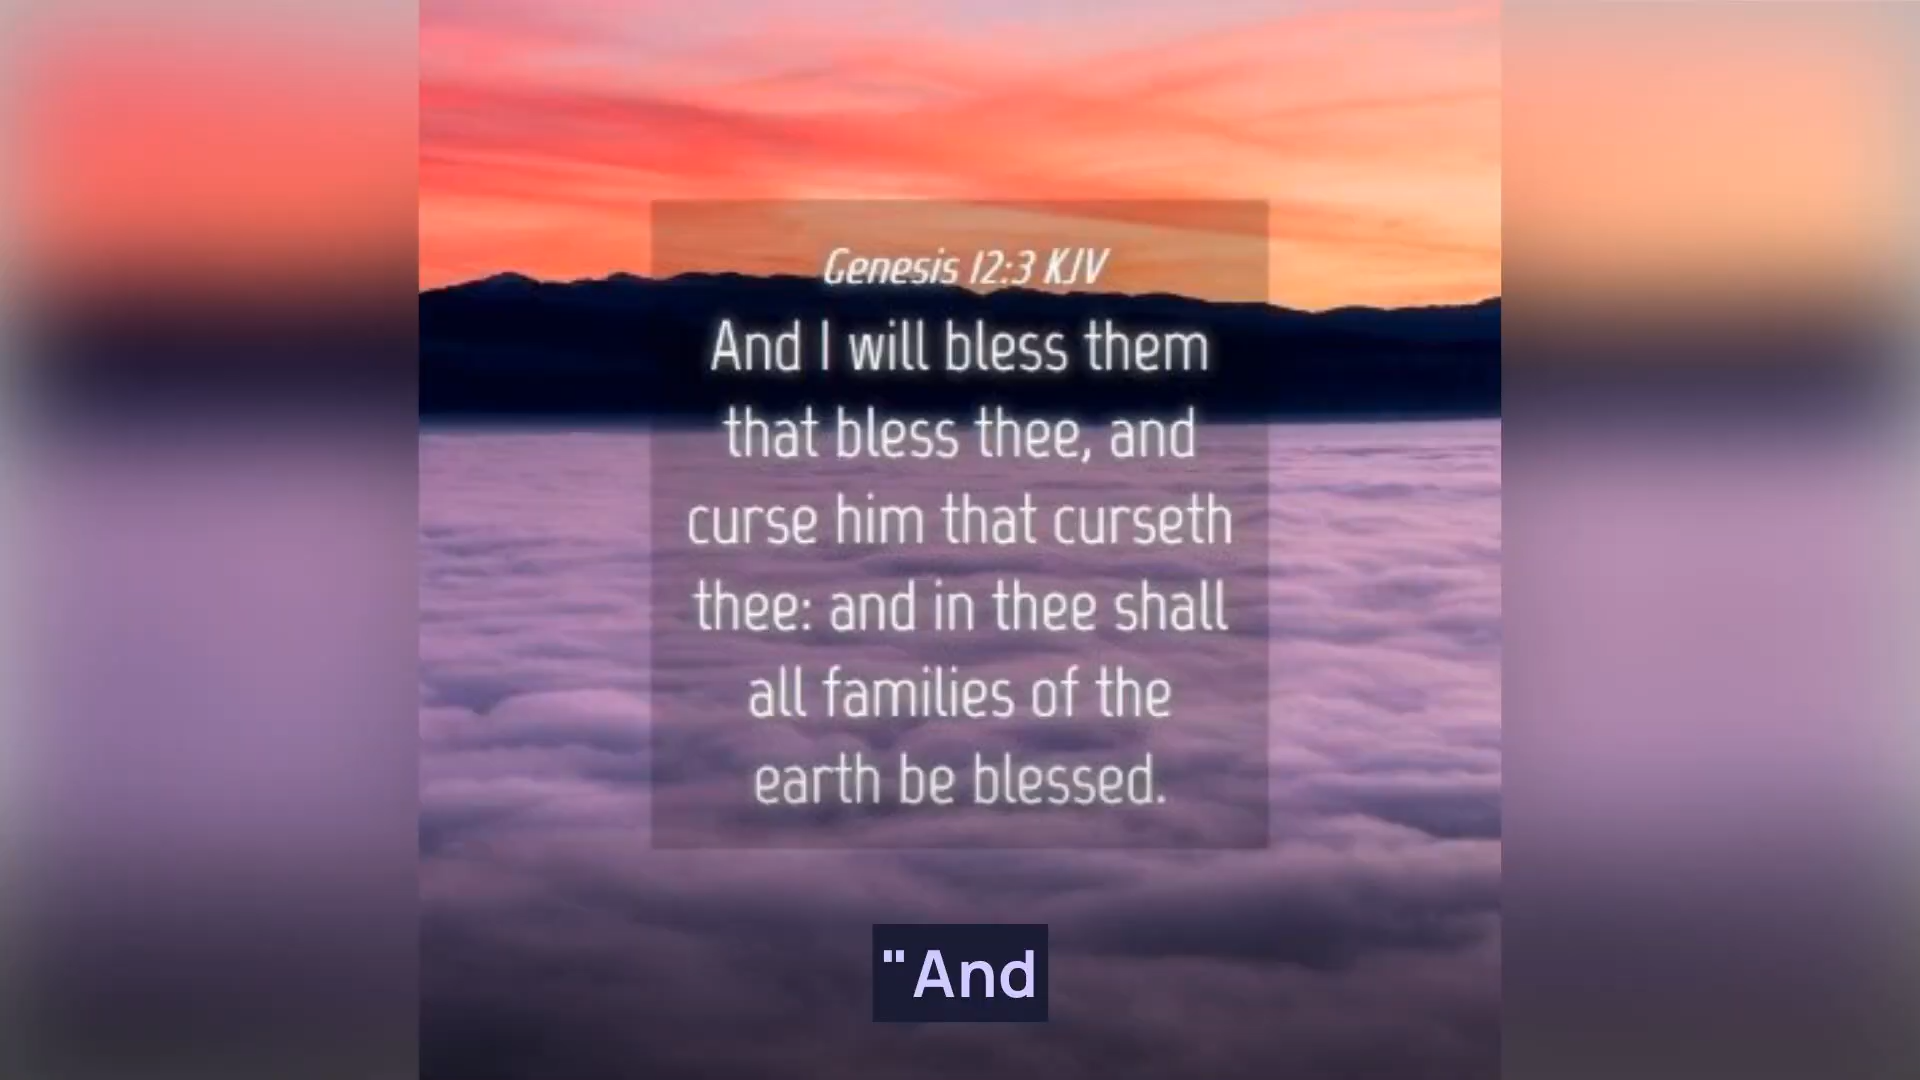 Genesis 12:3 KJV
And I will bless them
that bless thee, and
curse him that curseth
thee: and in thee shall
all families of the
earth be blessed.
"And